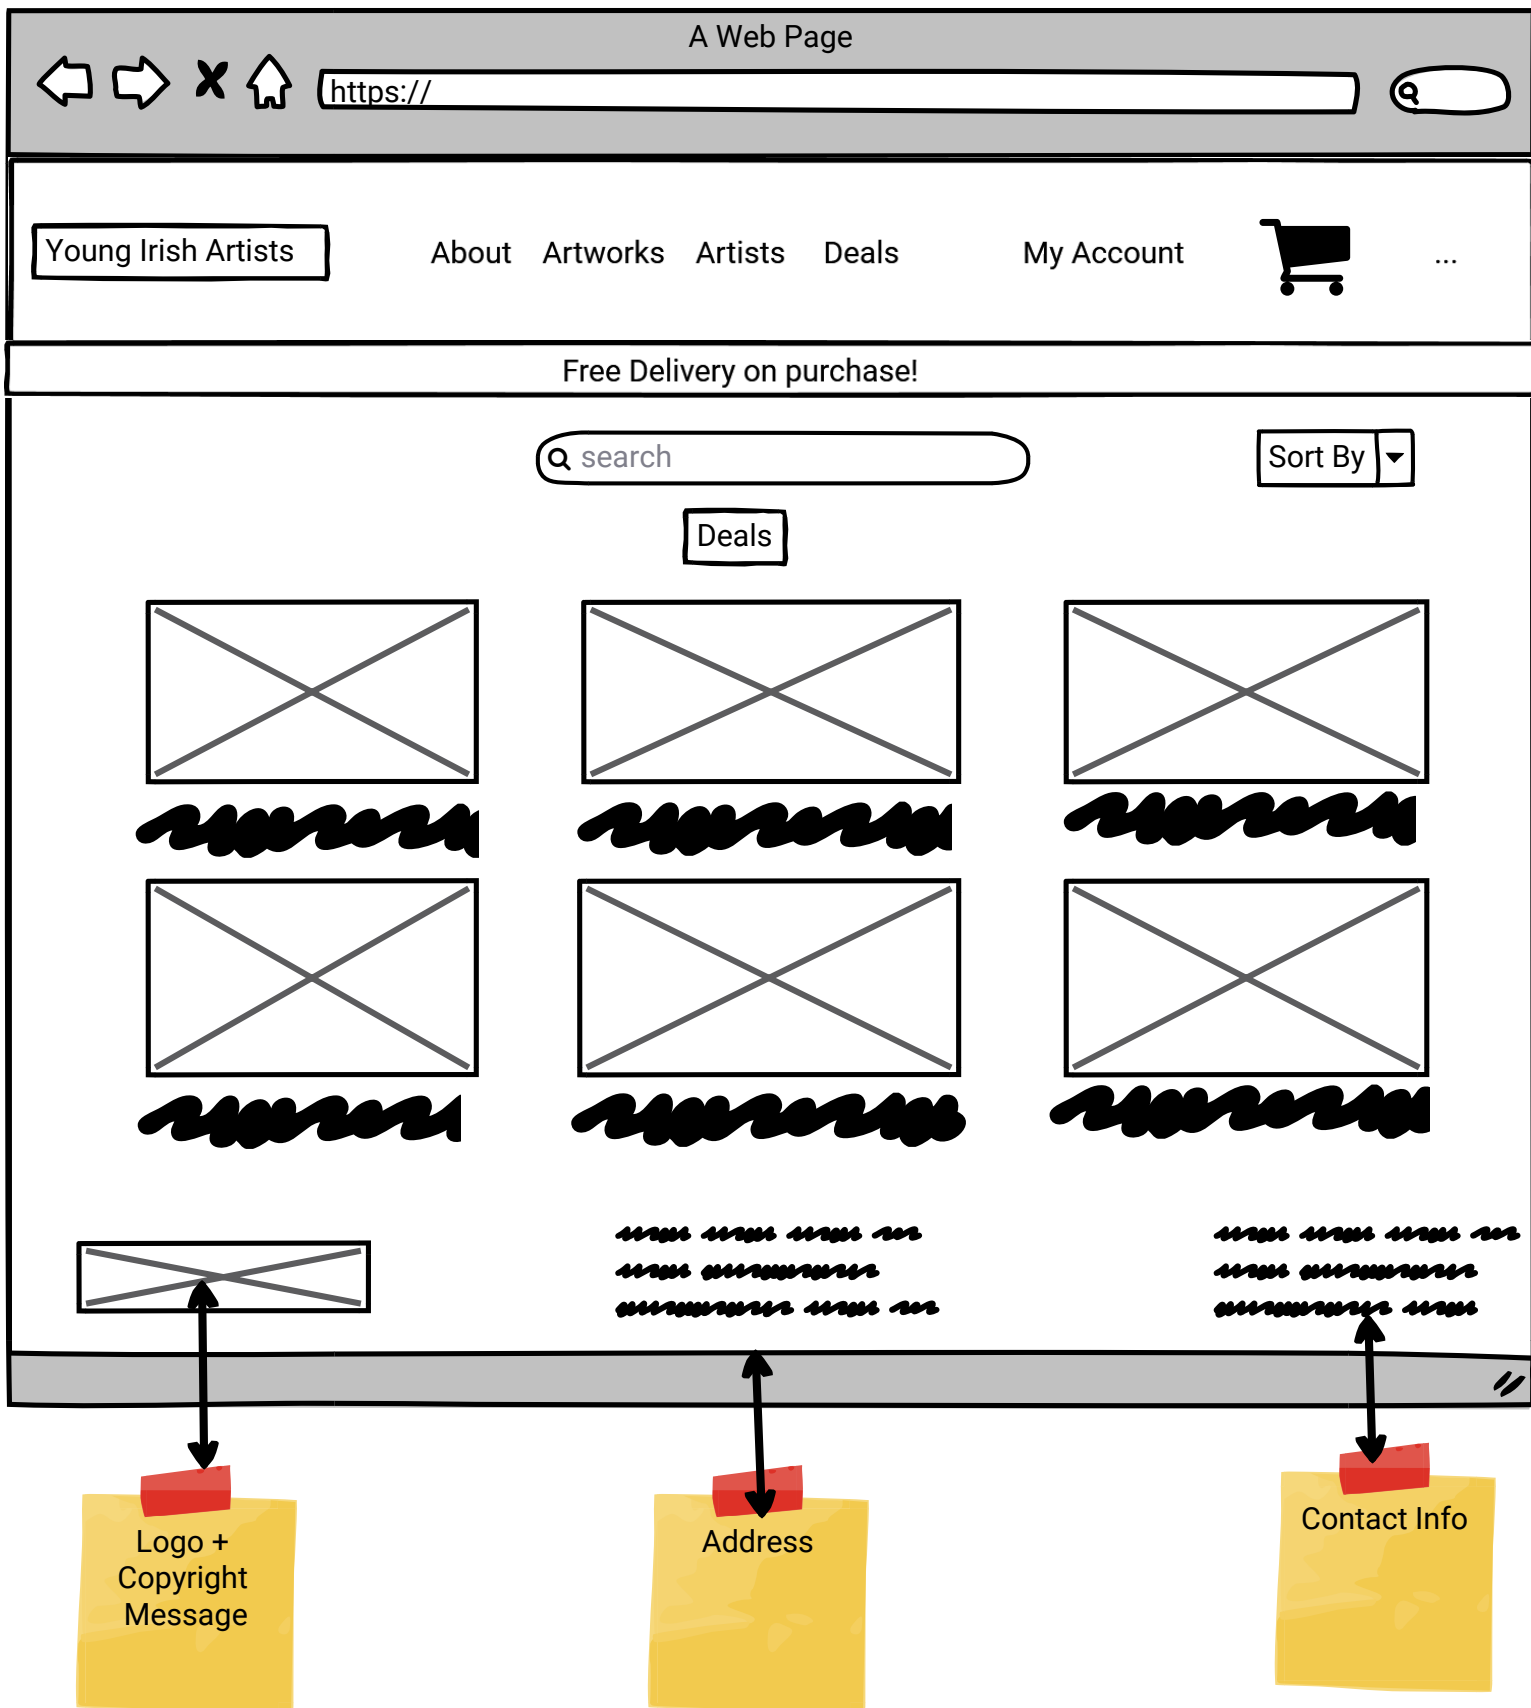 A Web Page
https://
Young Irish Artists
About Artworks Artists Deals My Account ...
Free Delivery on purchase!
search
Sort By
Deals
Logo +
Copyright
Message
Address
Contact Info